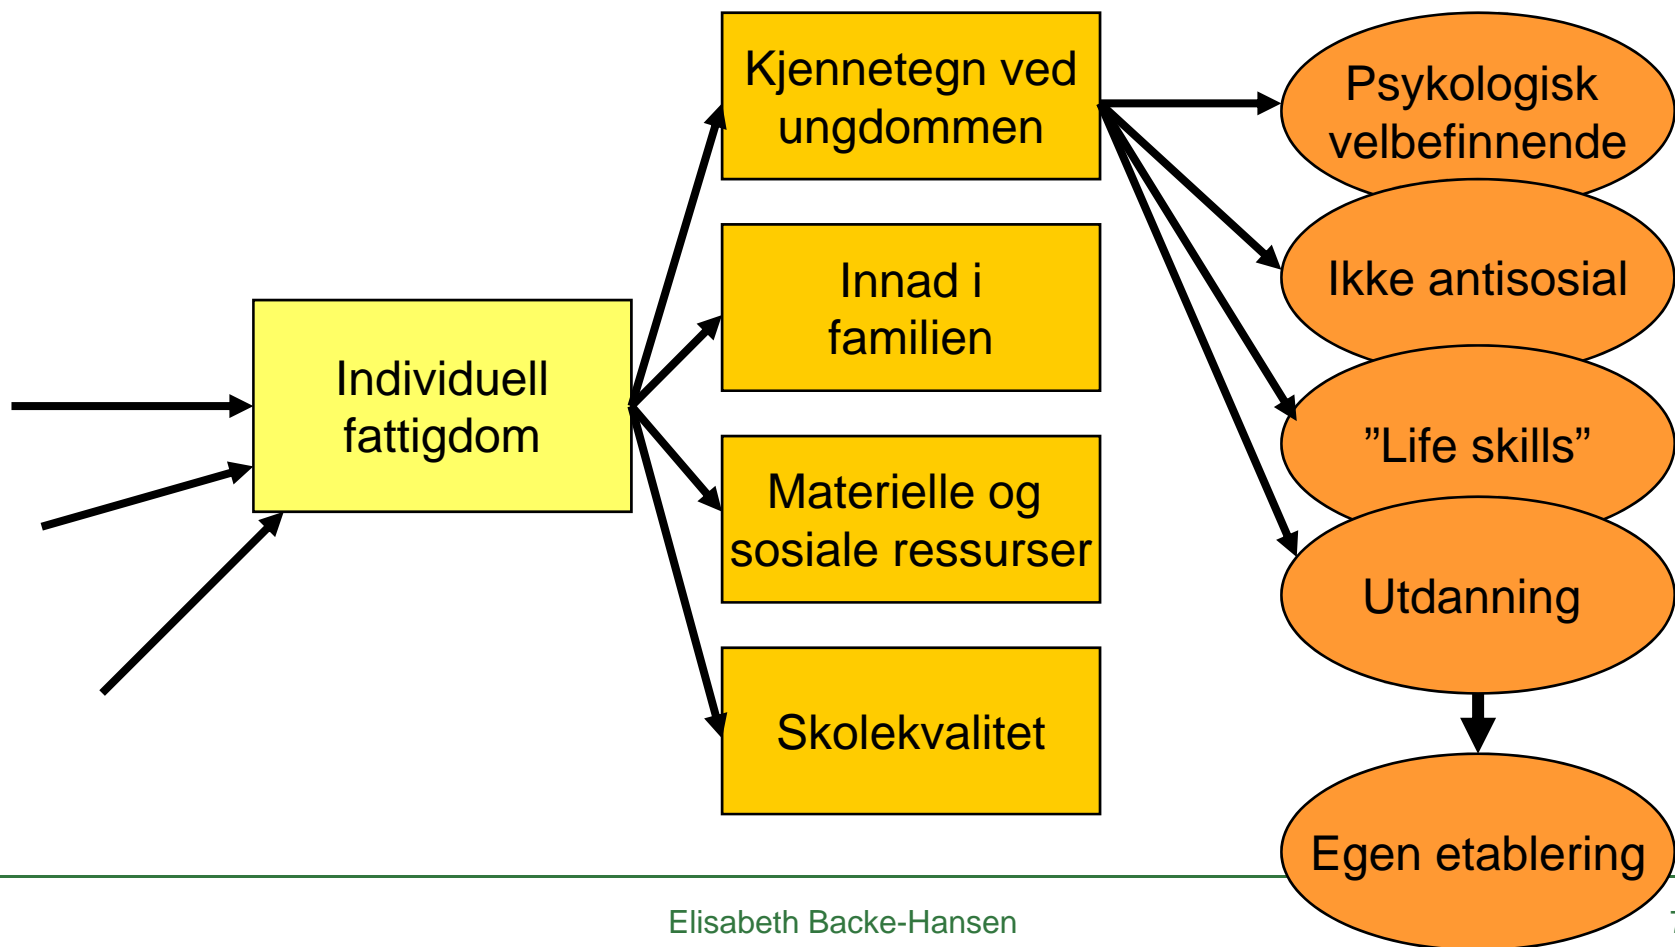 Kjennetegn ved
ungdommen
Psykologisk
velbefinnende
Innad i
familien
Ikke antisosial
Individuell
fattigdom
”Life skills”
Materielle og
sosiale ressurser
Utdanning
Skolekvalitet
Egen etablering
Elisabeth Backe-Hansen